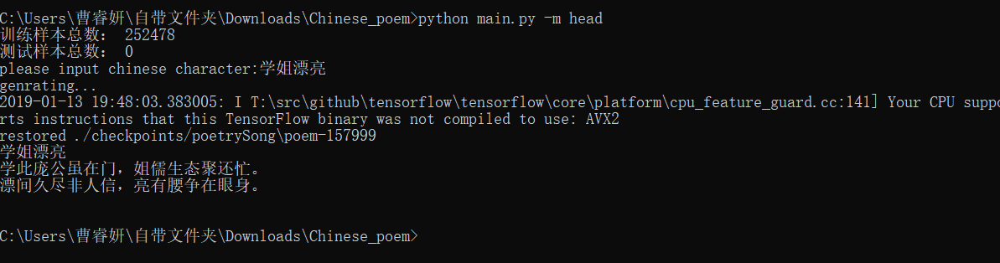 C:\Users\曹睿妍\自带文件夹\Downloads\Chinese_poem>python main.py -m head
训练样本总数： 252478
测试样本总数： 0
please input chinese character:学姐漂亮
genrating...
2019-01-13 19:48:03.383005: I T:\src\github\tensorflow\tensorflow\core\platform\cpu_feature_guard.cc:141] Your CPU suppo
rts instructions that this TensorFlow binary was not compiled to use: AVX2
restored ./checkpoints/poetrySong\poem-157999
学姐漂亮
学此庞公虽在门，姐儒生态聚还忙。
漂间久尽非人信，亮有腰争在眼身。
C:\Users\曹睿妍\自带文件夹\Downloads\Chinese_poem>